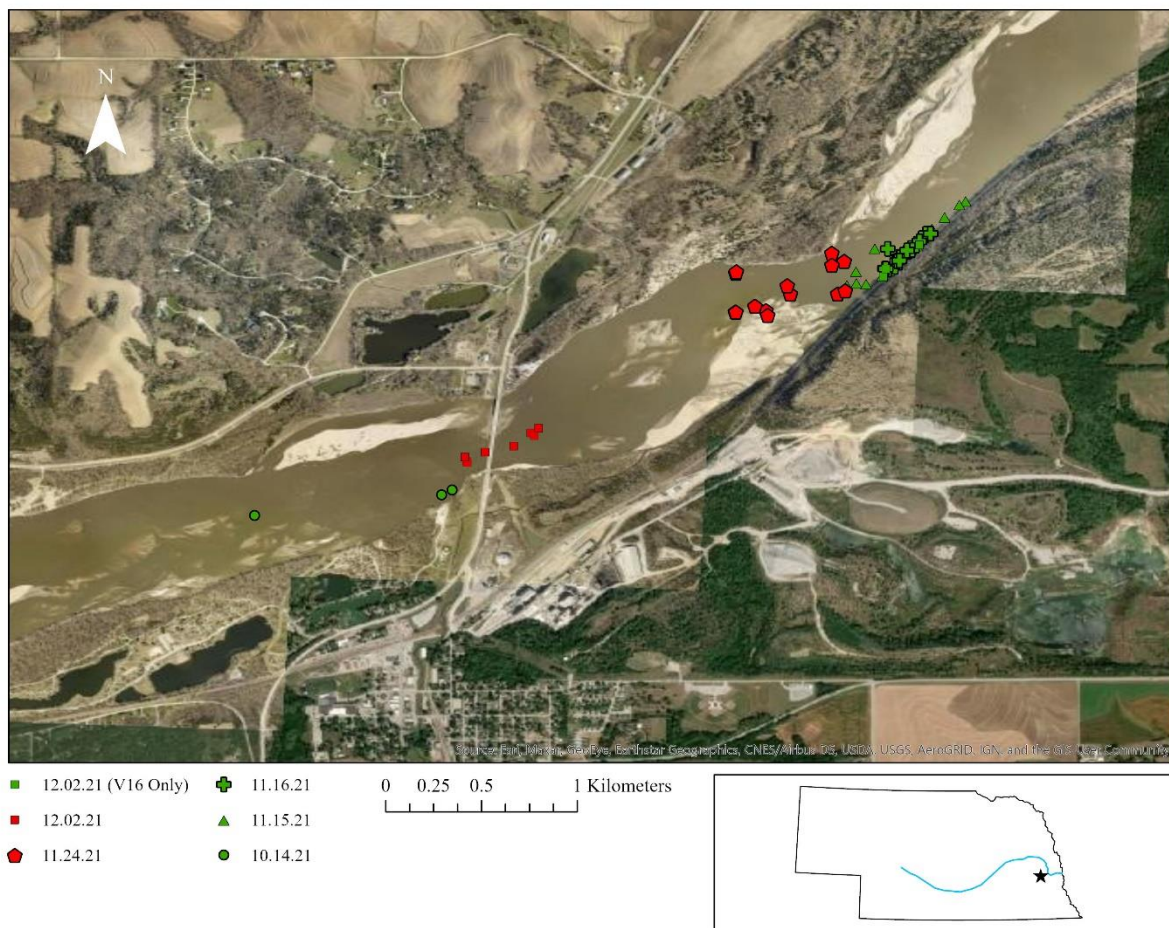 N
Source: Esri, Maxar, GeoEye, Earthstar Geographics, CNES/Airbus DS, USDA, USGS, AeroGRID, IGN, and the GIS User Community
12.02.21 (V16 Only)
12.02.21
11.24.21
11.16.21
11.15.21
10.14.21
0 0.25 0.5 1 Kilometers